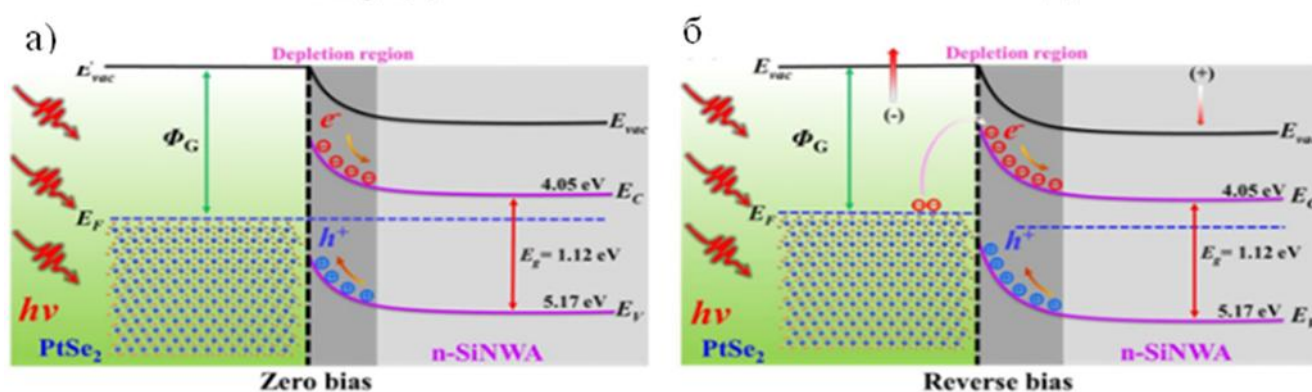 а)
Depletion region
E_vac
Φ_G
e⁻
E_vac
4.05 eV E_C
E_F
h⁺
E_g = 1.12 eV
hν
5.17 eV E_V
PtSe₂
n-SiNWA
Zero bias
б
Depletion region
E_vac
(-)
(+)
Φ_G
e⁻
4.05 eV
E_F
h⁺
E_g = 1.12 eV
hν
5.17 eV
PtSe₂
n-SiNWA
Reverse bias